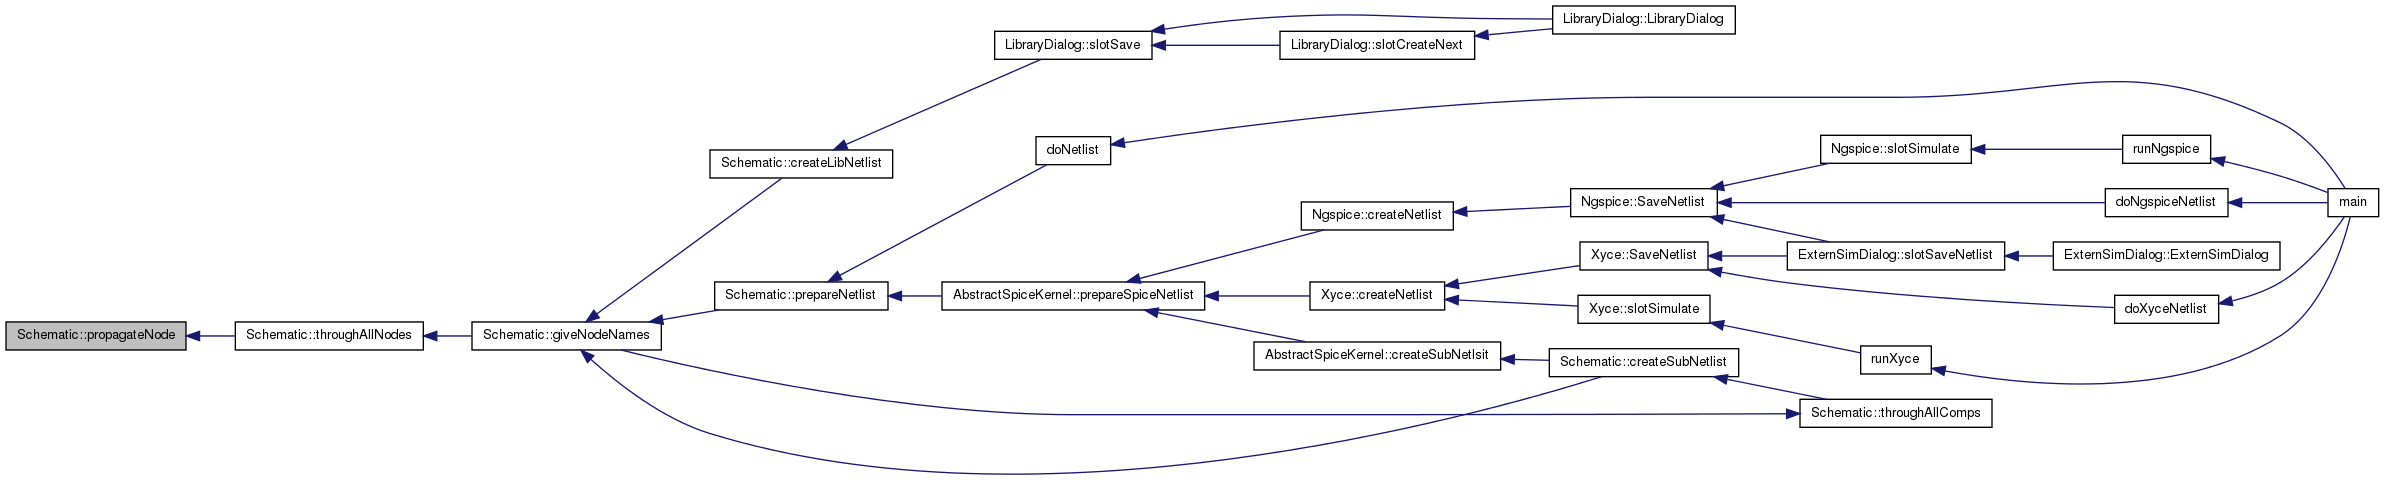 LibraryDialog::LibraryDialog
LibraryDialog::slotSave
LibraryDialog::slotCreateNext
doNetlist
Ngspice::slotSimulate
runNgspice
Schematic::createLibNetlist
Ngspice::SaveNetlist
doNgspiceNetlist
main
Ngspice::createNetlist
Xyce::SaveNetlist
ExternSimDialog::slotSaveNetlist
ExternSimDialog::ExternSimDialog
Schematic::prepareNetlist
AbstractSpiceKernel::prepareSpiceNetlist
Xyce::createNetlist
Xyce::slotSimulate
doXyceNetlist
Schematic::propagateNode
Schematic::throughAllNodes
Schematic::giveNodeNames
AbstractSpiceKernel::createSubNetlsit
Schematic::createSubNetlist
runXyce
Schematic::throughAllComps